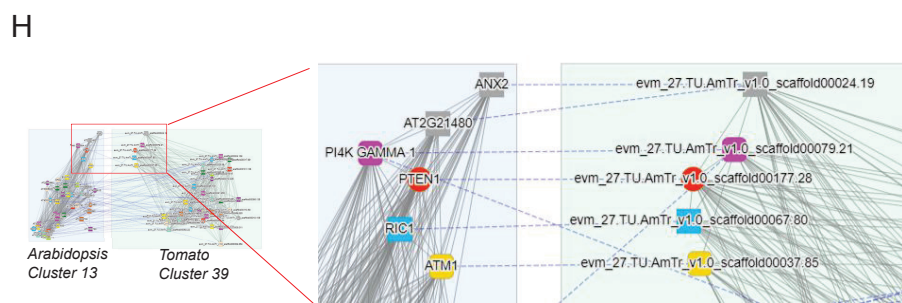 H
ANX2
evm_27.TU.AmTr_v1.0_scaffold00024.19
AT2G21480
PI4K GAMMA 1
evm_27.TU.AmTr_v1.0_scaffold00079.21
PTEN1
evm_27.TU.AmTr_v1.0_scaffold00177.28
RIC1
evm_27.TU.AmTr_v1.0_scaffold00067.80
ATM1
evm_27.TU.AmTr_v1.0_scaffold00037.85
Arabidopsis
Cluster 13
Tomato
Cluster 39